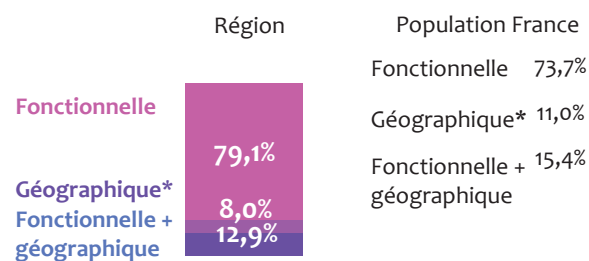 Région
Fonctionnelle
79,1%
Géographique*
8,0%
Fonctionnelle +
géographique
12,9%
Population France
Fonctionnelle 73,7%
Géographique* 11,0%
Fonctionnelle + 15,4%
géographique